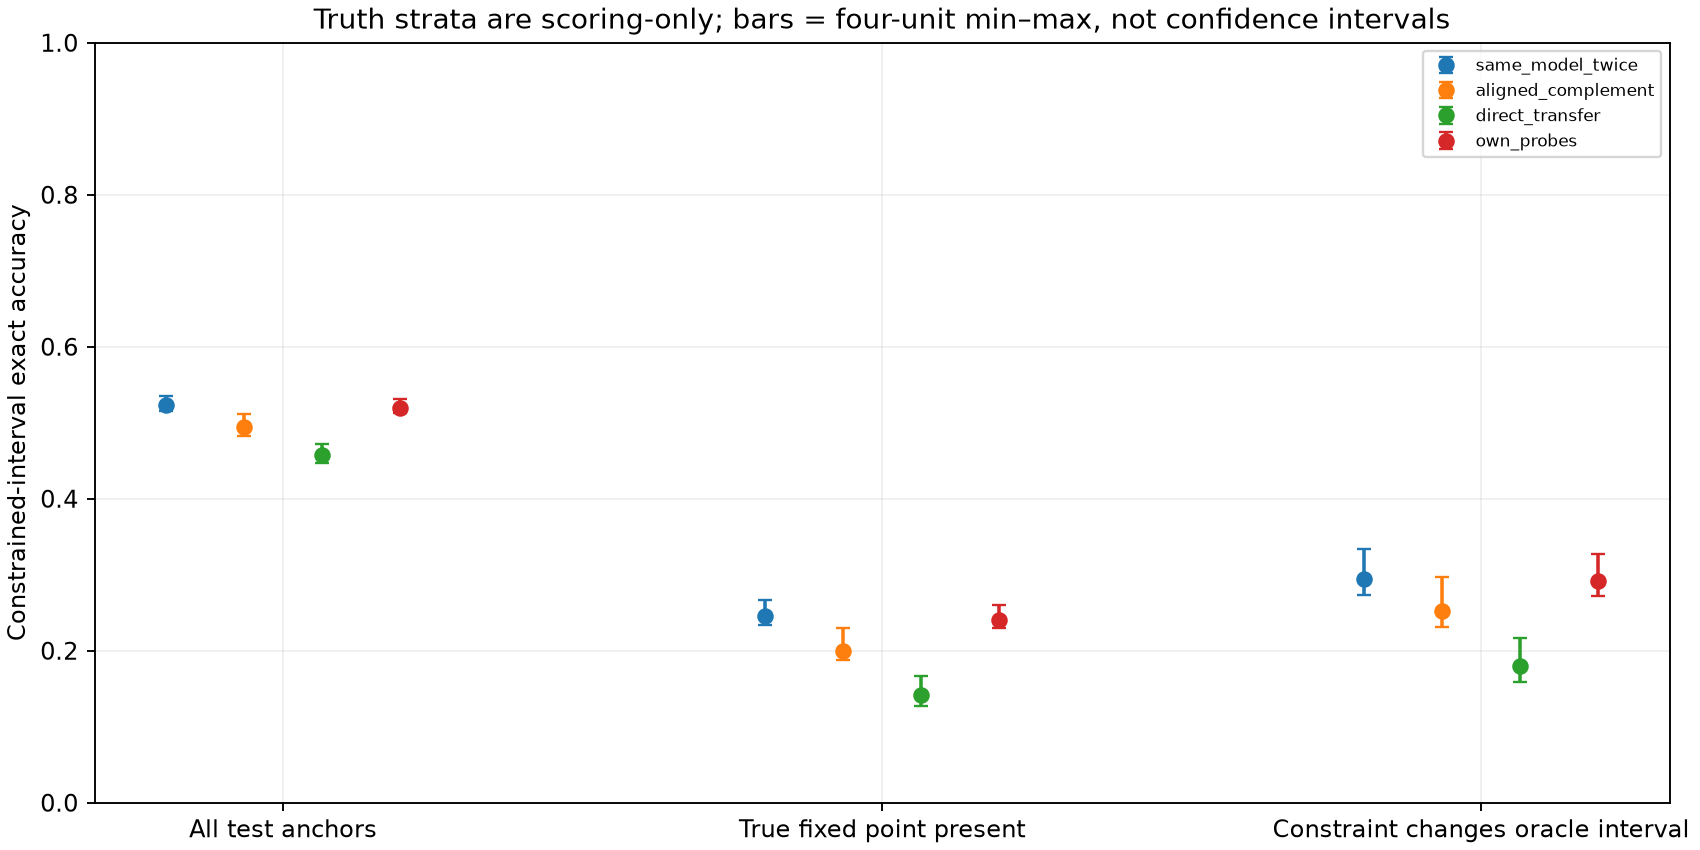 Truth strata are scoring-only; bars = four-unit min–max, not confidence intervals
same_model_twice
aligned_complement
direct_transfer
own_probes
Constrained-interval exact accuracy
1.0
0.8
0.6
0.4
0.2
0.0
All test anchors
True fixed point present
Constraint changes oracle interval